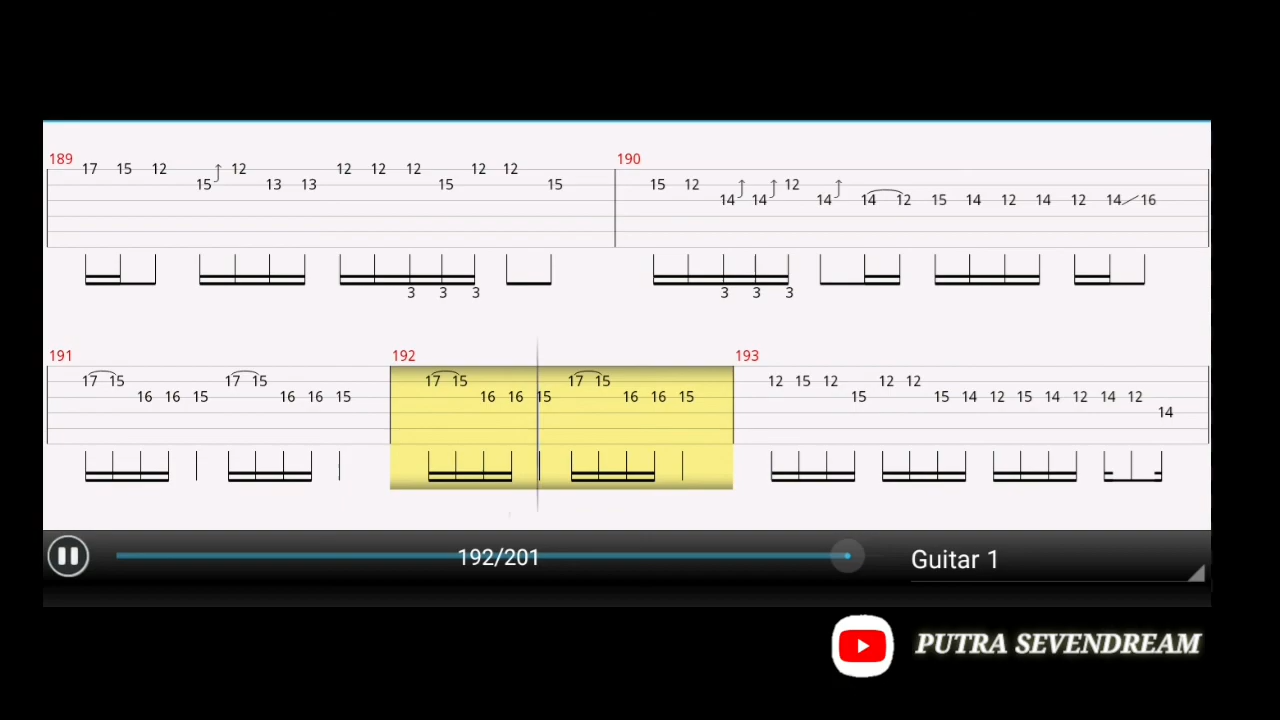 189 190
17 15 12 12 12 12 12 12 12
15 13 13 15 15 15 12
14 14 12 14 14 12 15 14 12 14 12 14 16
3 3 3 3 3 3
191 192 193
17 15 17 15 17 15 17 15 12 15 12 12 12
16 16 15 16 16 15 16 16 15 16 16 15 15 15 14 12 15 14 12 14 12
14
192/201
Guitar 1
PUTRA SEVENDREAM